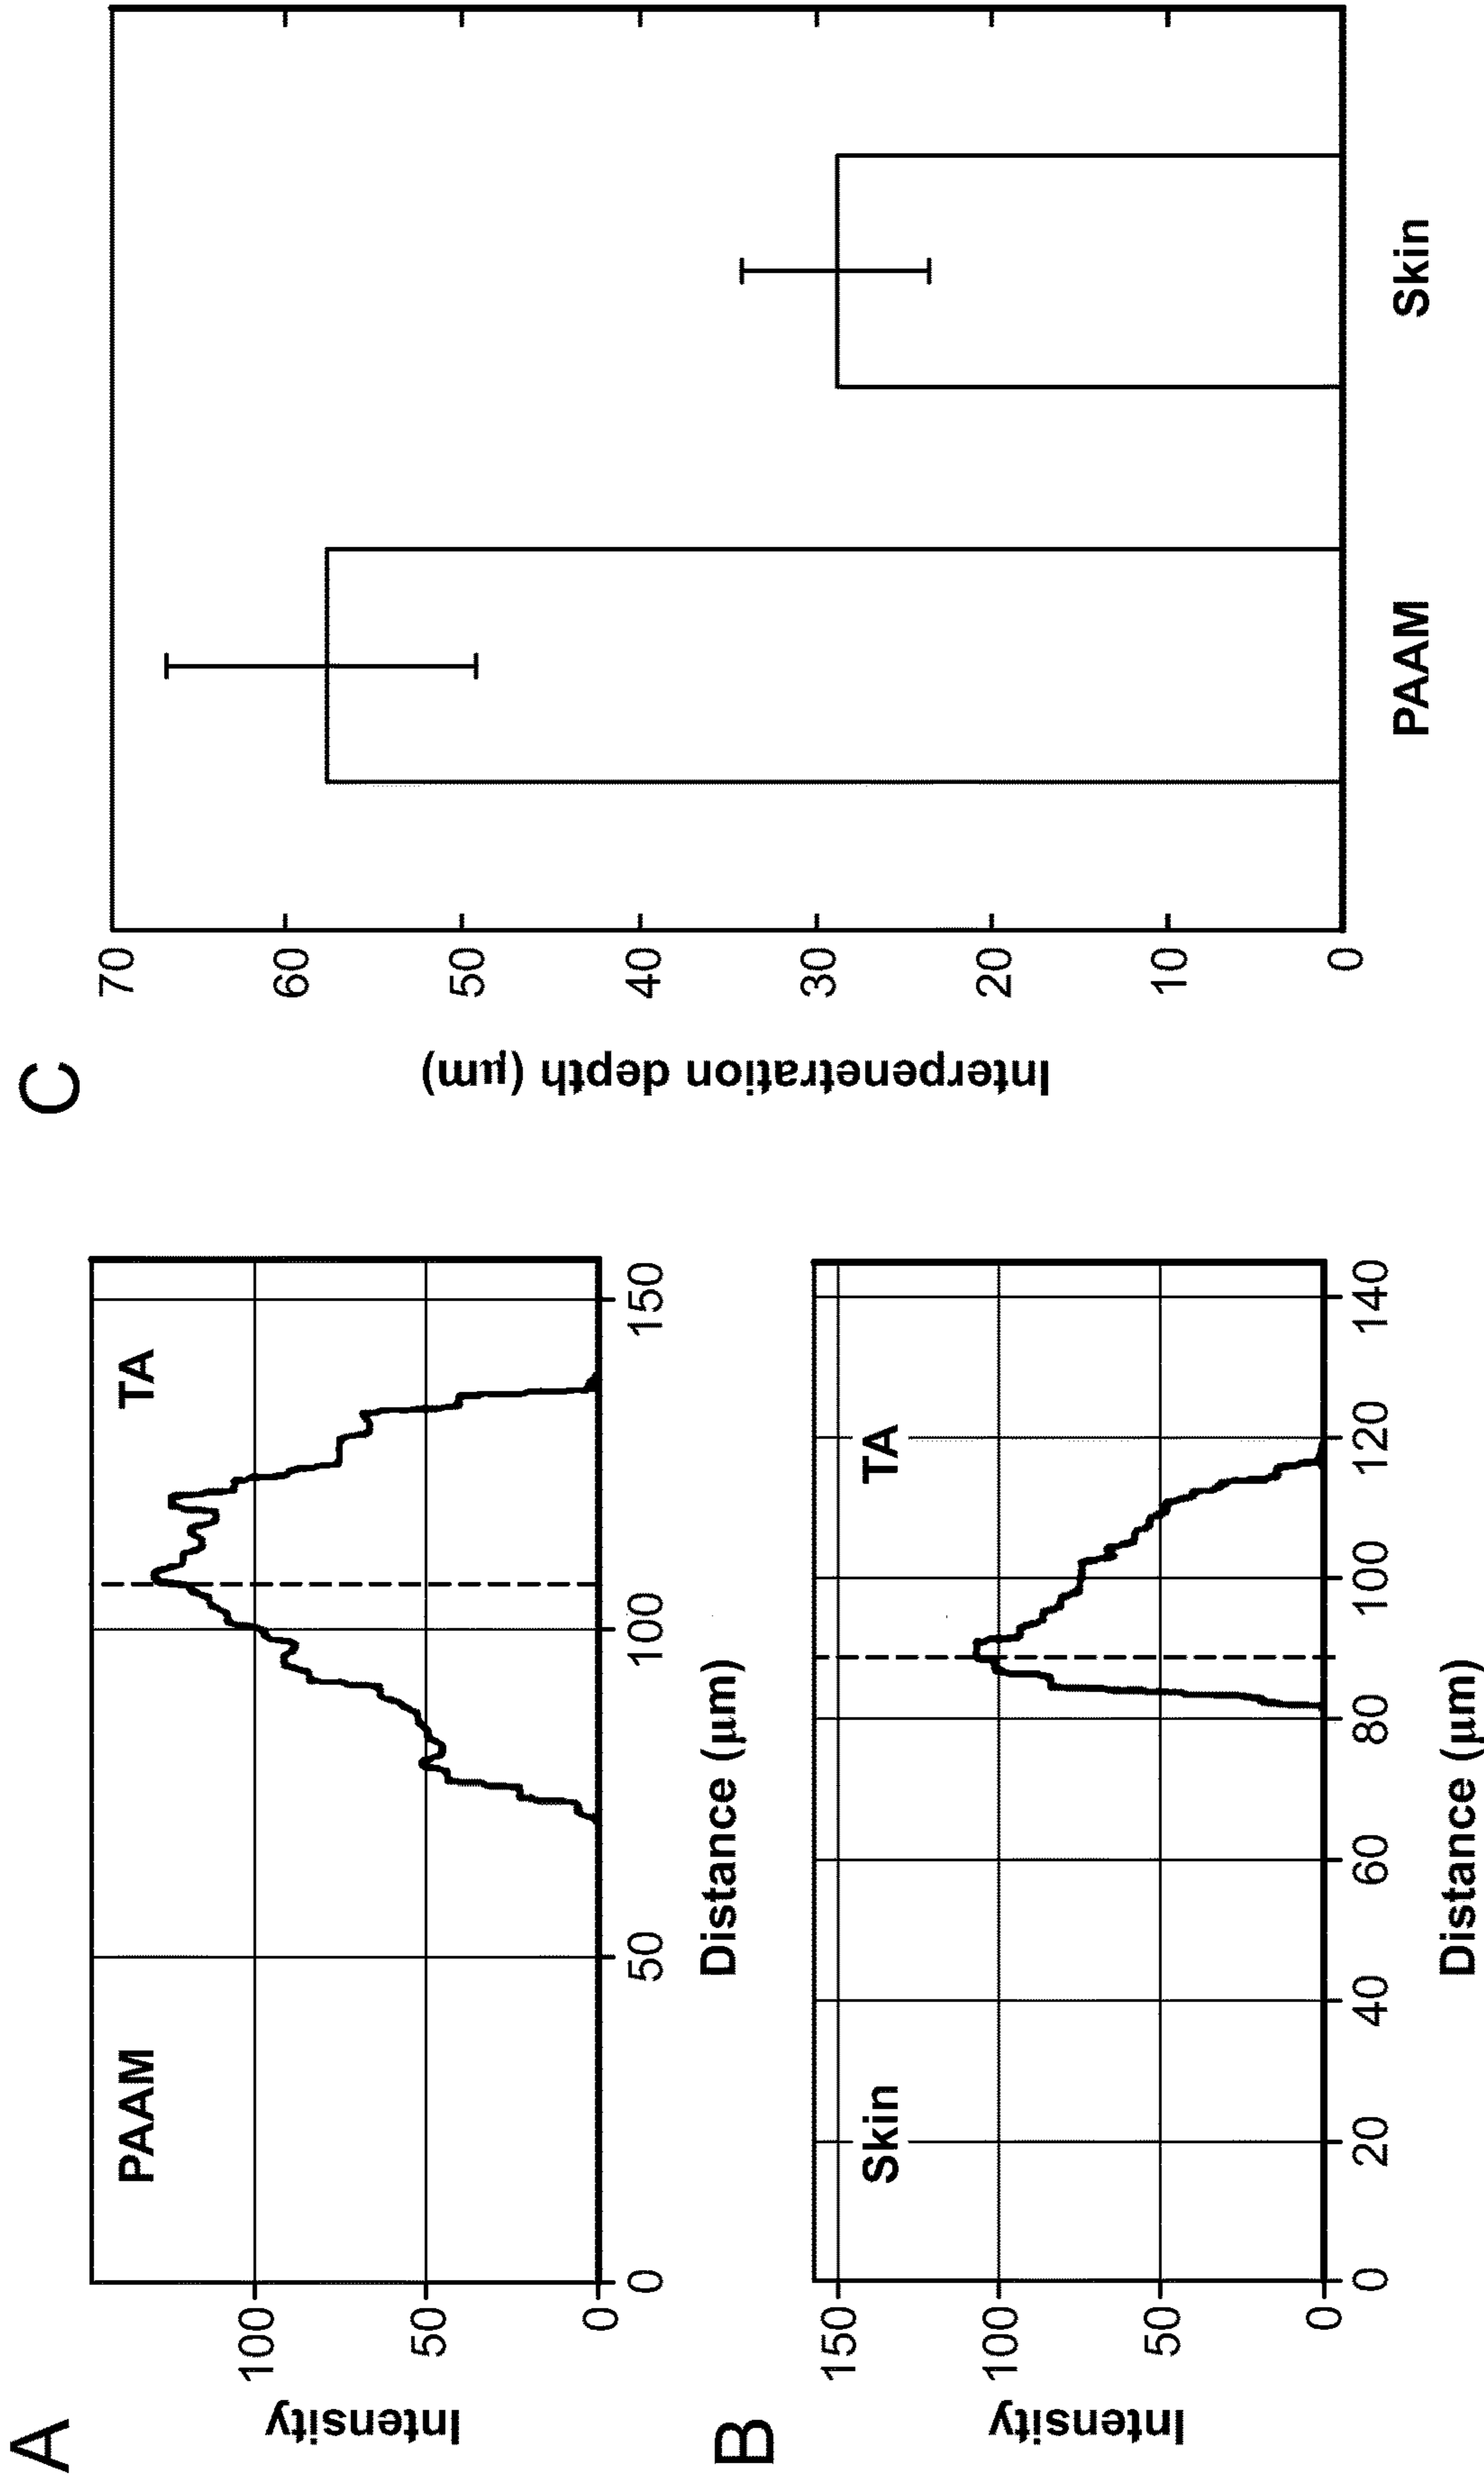 A
Intensity
100
50
0
PAAM
TA
0
50
100
150
Distance (μm)
B
Intensity
150
100
50
0
Skin
TA
0
20
40
60
80
100
120
140
Distance (μm)
C
Interpenetration depth (μm)
70
60
50
40
30
20
10
0
PAAM
Skin